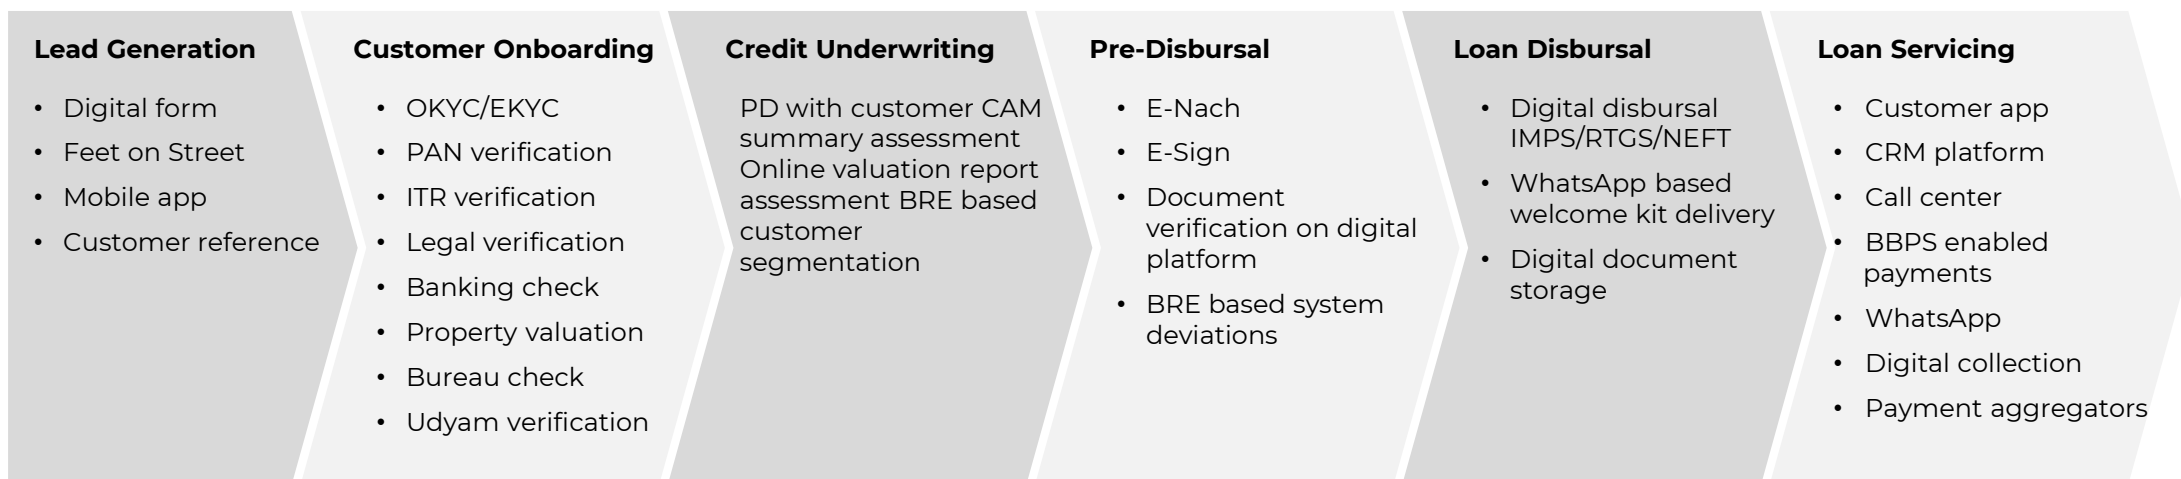 Lead Generation
• Digital form
• Feet on Street
• Mobile app
• Customer reference
Customer Onboarding
• OKYC/EKYC
• PAN verification
• ITR verification
• Legal verification
• Banking check
• Property valuation
• Bureau check
• Udyam verification
Credit Underwriting
PD with customer CAM
summary assessment
Online valuation report
assessment BRE based
customer
segmentation
Pre-Disbursal
• E-Nach
• E-Sign
• Document
verification on digital
platform
• BRE based system
deviations
Loan Disbursal
• Digital disbursal
IMPS/RTGS/NEFT
• WhatsApp based
welcome kit delivery
• Digital document
storage
Loan Servicing
• Customer app
• CRM platform
• Call center
• BBPS enabled
payments
• WhatsApp
• Digital collection
• Payment aggregators